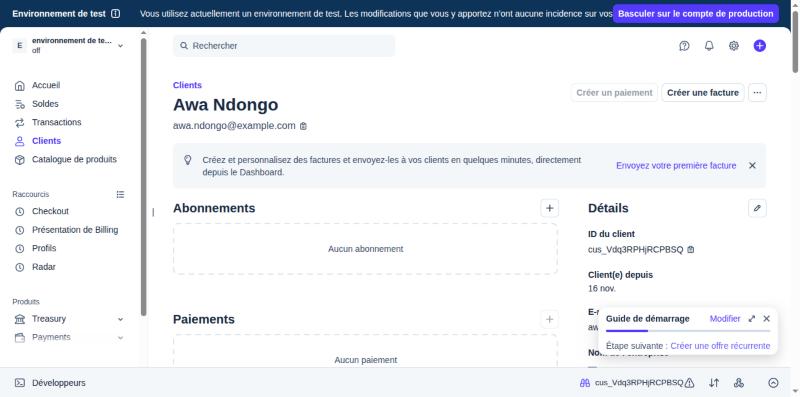 Environnement de test
Vous utilisez actuellement un environnement de test. Les modifications que vous y apportez n'ont aucune incidence sur vos
Basculer sur le compte de production
E
environnement de te...
off
Rechercher
Accueil
Soldes
Transactions
Clients
Catalogue de produits
Raccourcis
Checkout
Présentation de Billing
Profils
Radar
Produits
Treasury
Payments
Clients
Awa Ndongo
Créer un paiement
Créer une facture
awa.ndongo@example.com
Créez et personnalisez des factures et envoyez-les à vos clients en quelques minutes, directement
depuis le Dashboard.
Envoyez votre première facture
Abonnements
Aucun abonnement
Paiements
Aucun paiement
Détails
ID du client
cus_Vdq3RPHjRCPBSQ
Client(e) depuis
16 nov.
Guide de démarrage
Modifier
Étape suivante : Créer une offre récurrente
Développeurs
cus_Vdq3RPHjRCPBSQ